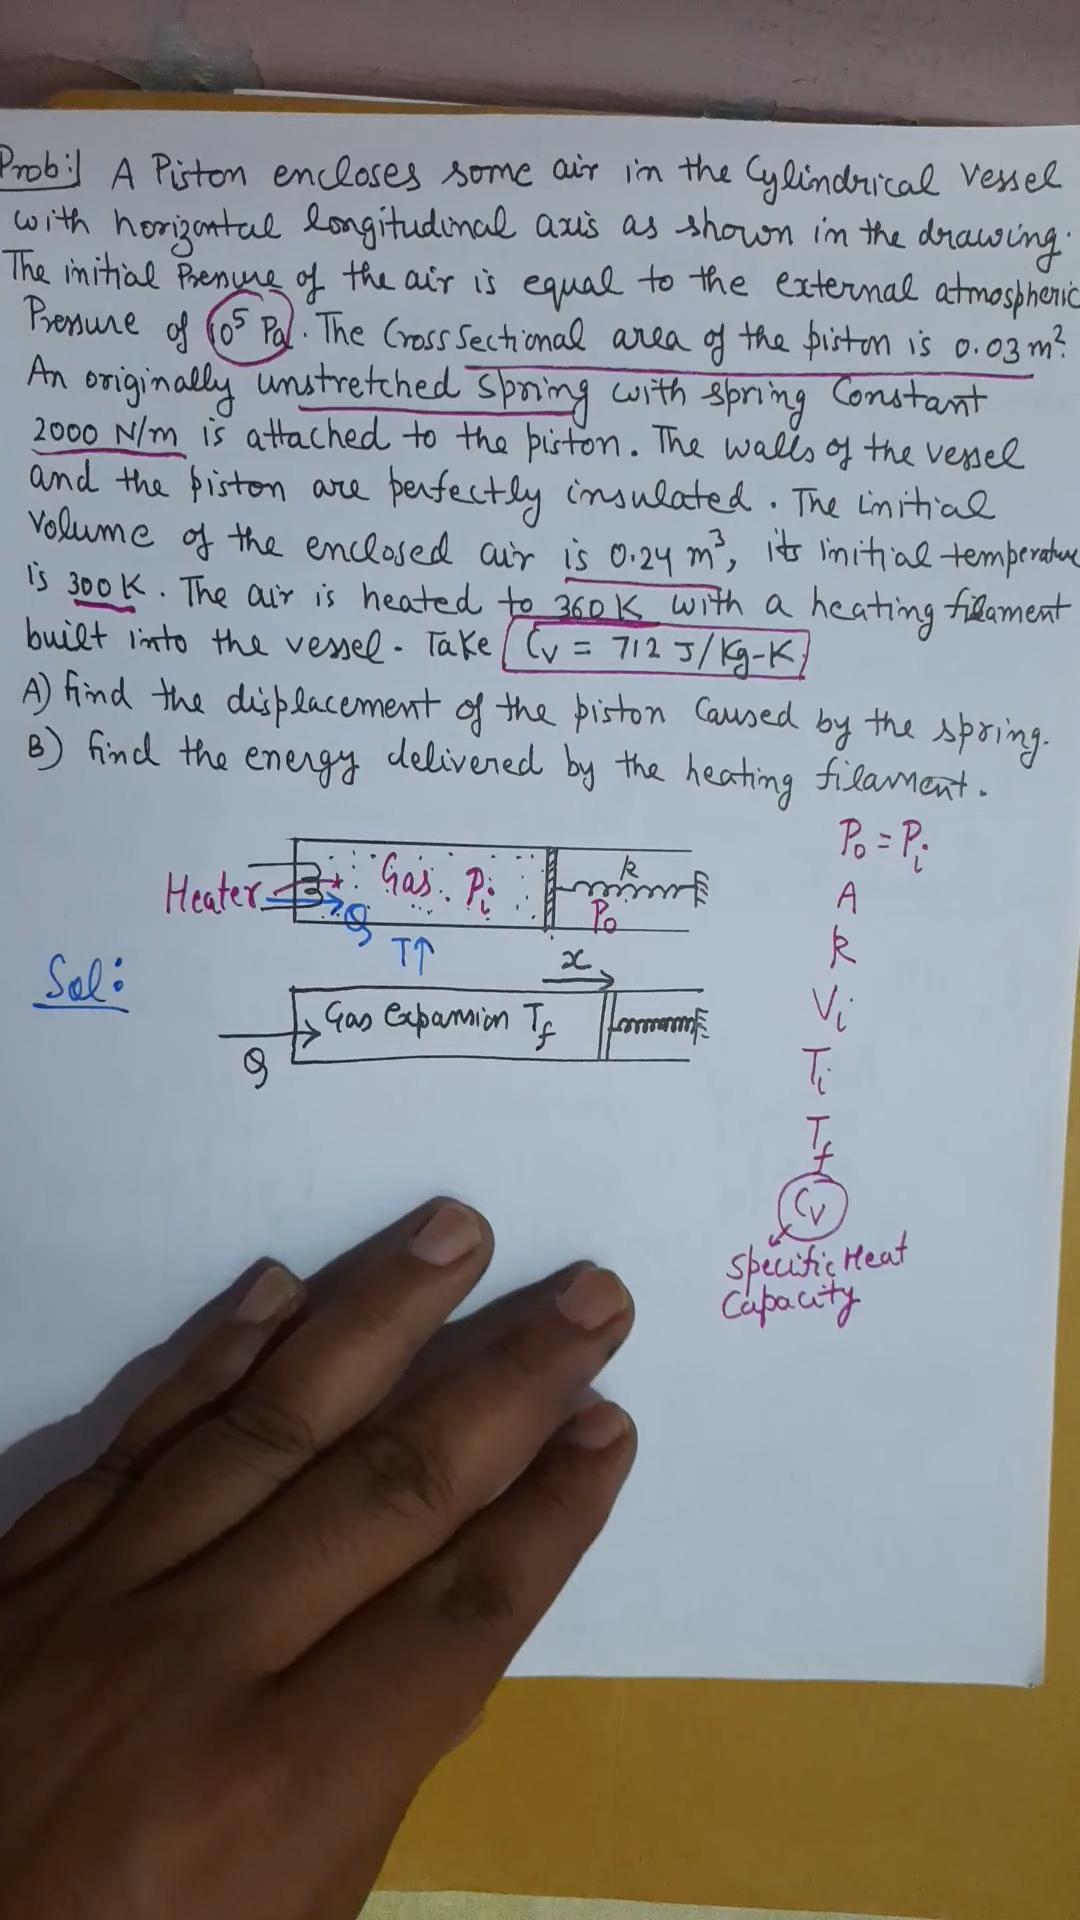 Prob:] A Piston encloses some air in the Cylindrical vessel
with horizontal longitudinal axis as shown in the drawing.
The initial Pressure of the air is equal to the external atmospheric
Pressure of 10⁵ Pa. The Cross Sectional area of the piston is 0.03 m².
An originally unstretched spring with spring Constant
2000 N/m is attached to the piston. The walls of the vessel
and the piston are perfectly insulated. The initial
Volume of the enclosed air is 0.24 m³, its initial temperature
is 300 K. The air is heated to 360 K with a heating filament
built into the vessel. Take Cv = 712 J/Kg-K.
A) find the displacement of the piston Caused by the spring.
B) find the energy delivered by the heating filament.
Heater
Gas. Pi
k
P₀
Q
T↑
x
Sol:
Gas Expansion Tf
Q
P₀ = Pi
A
k
Vi
Ti
Tf
Cv
Specific Heat
Capacity